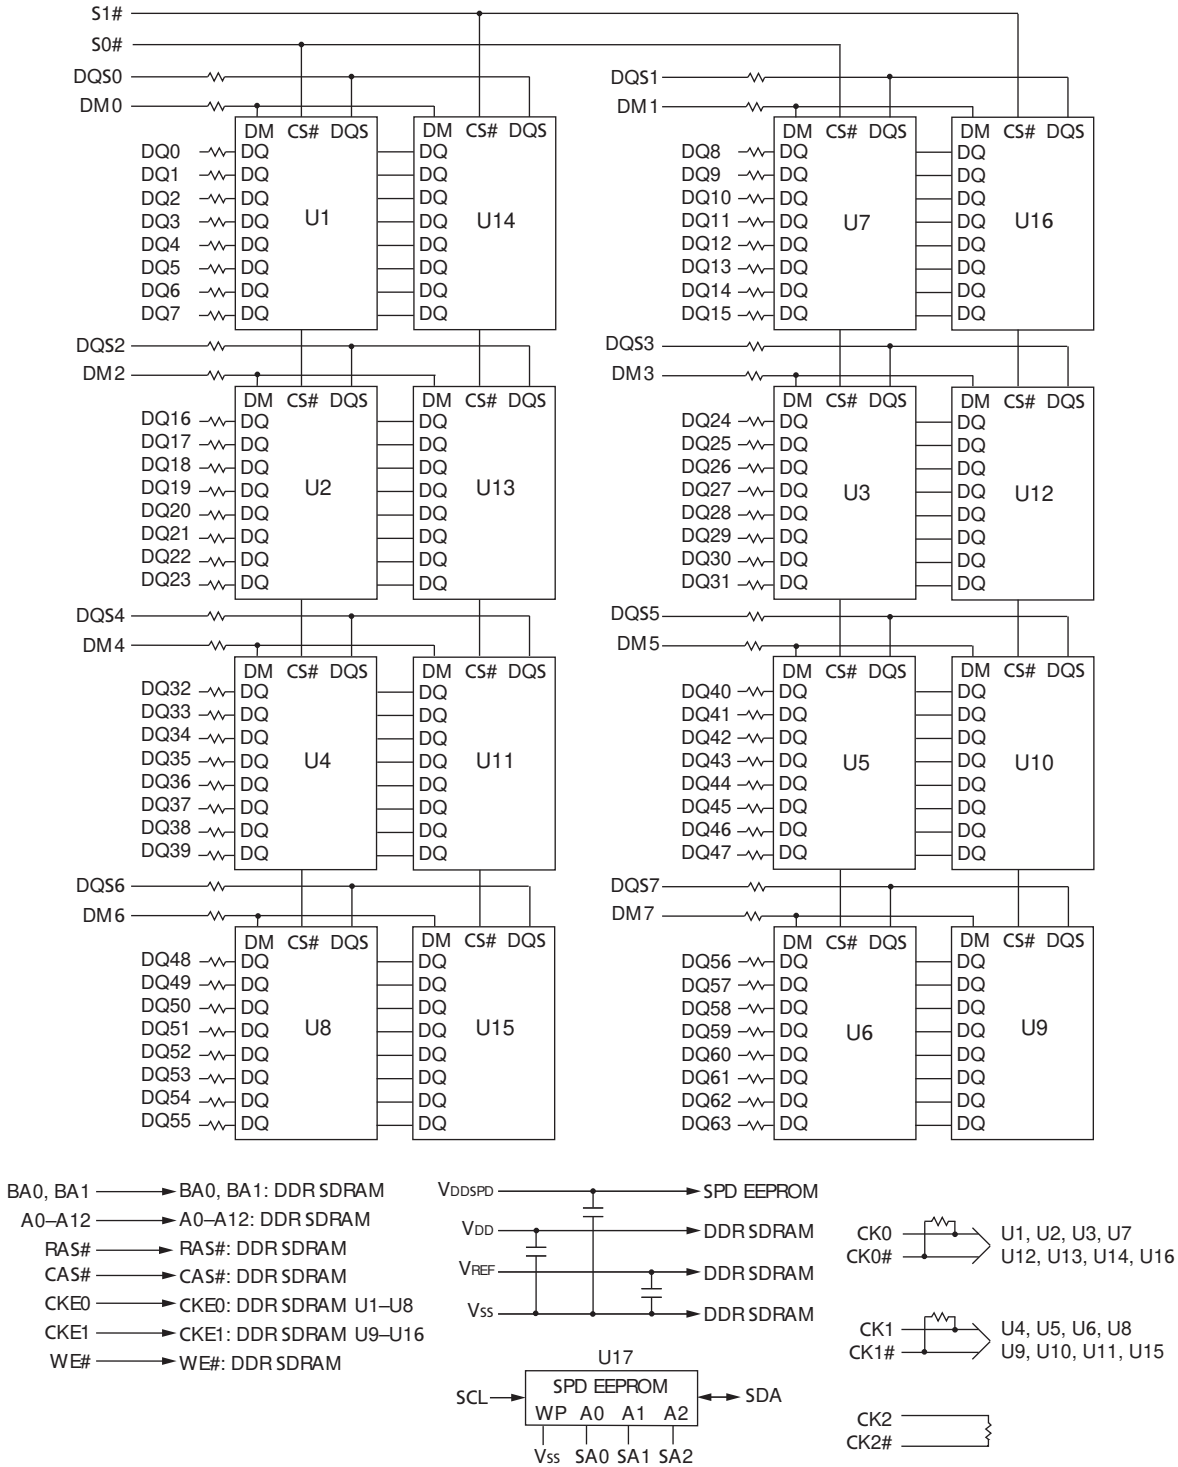 S1#
S0#
DQS0
DQS1
DM0
DM1
DM CS# DQS DM CS# DQS DM CS# DQS DM CS# DQS
DQ0 DQ DQ DQ8 DQ DQ
DQ1 DQ DQ DQ9 DQ DQ
DQ2 DQ DQ DQ10 DQ DQ
DQ3 DQ U1 DQ U14 DQ11 DQ U7 DQ U16
DQ4 DQ DQ DQ12 DQ DQ
DQ5 DQ DQ DQ13 DQ DQ
DQ6 DQ DQ DQ14 DQ DQ
DQ7 DQ DQ DQ15 DQ DQ
DQS2 DQS3
DM2 DM3
DM CS# DQS DM CS# DQS DM CS# DQS DM CS# DQS
DQ16 DQ DQ DQ24 DQ DQ
DQ17 DQ DQ DQ25 DQ DQ
DQ18 DQ DQ DQ26 DQ DQ
DQ19 DQ U2 DQ U13 DQ27 DQ U3 DQ U12
DQ20 DQ DQ DQ28 DQ DQ
DQ21 DQ DQ DQ29 DQ DQ
DQ22 DQ DQ DQ30 DQ DQ
DQ23 DQ DQ DQ31 DQ DQ
DQS4 DQS5
DM4 DM5
DM CS# DQS DM CS# DQS DM CS# DQS DM CS# DQS
DQ32 DQ DQ DQ40 DQ DQ
DQ33 DQ DQ DQ41 DQ DQ
DQ34 DQ DQ DQ42 DQ DQ
DQ35 DQ U4 DQ U11 DQ43 DQ U5 DQ U10
DQ36 DQ DQ DQ44 DQ DQ
DQ37 DQ DQ DQ45 DQ DQ
DQ38 DQ DQ DQ46 DQ DQ
DQ39 DQ DQ DQ47 DQ DQ
DQS6 DQS7
DM6 DM7
DM CS# DQS DM CS# DQS DM CS# DQS DM CS# DQS
DQ48 DQ DQ DQ56 DQ DQ
DQ49 DQ DQ DQ57 DQ DQ
DQ50 DQ DQ DQ58 DQ DQ
DQ51 DQ U8 DQ U15 DQ59 DQ U6 DQ U9
DQ52 DQ DQ DQ60 DQ DQ
DQ53 DQ DQ DQ61 DQ DQ
DQ54 DQ DQ DQ62 DQ DQ
DQ55 DQ DQ DQ63 DQ DQ
BA0, BA1 BA0, BA1: DDR SDRAM
A0–A12 A0–A12: DDR SDRAM
RAS# RAS#: DDR SDRAM
CAS# CAS#: DDR SDRAM
CKE0 CKE0: DDR SDRAM U1–U8
CKE1 CKE1: DDR SDRAM U9–U16
WE# WE#: DDR SDRAM
VDDSPD SPD EEPROM
VDD DDR SDRAM
VREF DDR SDRAM
VSS DDR SDRAM
U17
SPD EEPROM
SCL SDA
WP A0 A1 A2
VSS SA0 SA1 SA2
CK0 U1, U2, U3, U7
CK0# U12, U13, U14, U16
CK1 U4, U5, U6, U8
CK1# U9, U10, U11, U15
CK2
CK2#